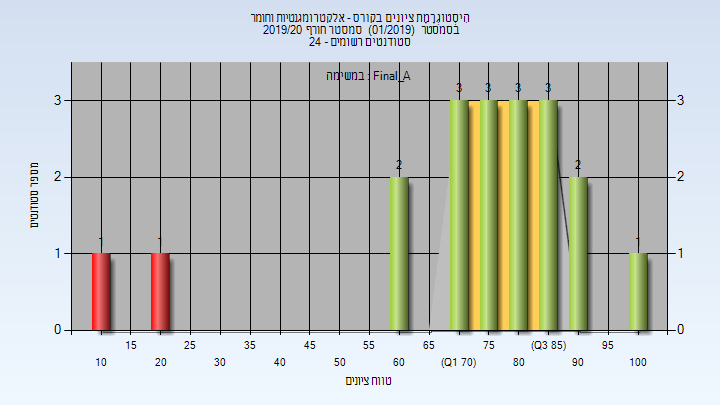 היסטוגרמת ציונים בקורס - אלקטרומגנטיות וחומר
בסמסטר (01/2019) סמסטר חורף 2019/20
סטודנטים רשומים - 24
במשימה : Final_A
3 3 3 3
2 2
1 1 1
3 3
2 2
1 1
0 0
מספר סטודנטים
15 25 35 45 55 65 75 (Q3 85) 95
10 20 30 40 50 60 (Q1 70) 80 90 100
טווח ציונים